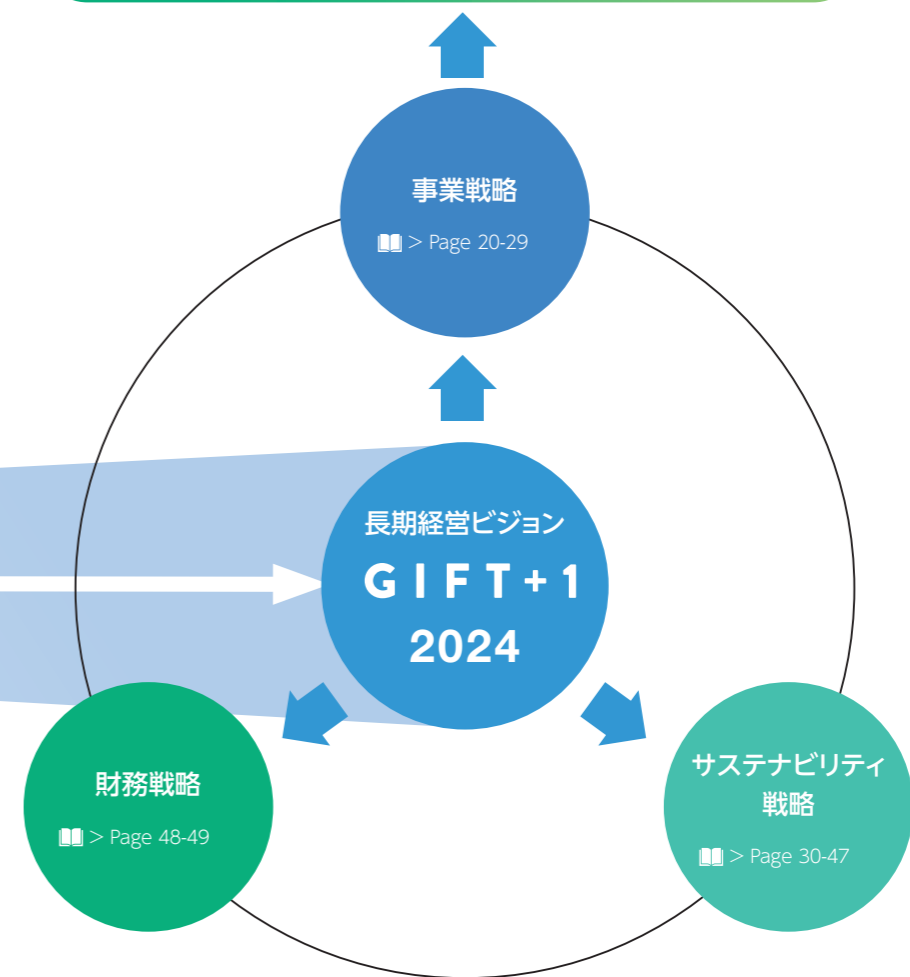 事業戦略
> Page 20-29
長期経営ビジョン
GIFT+1
2024
財務戦略
> Page 48-49
サステナビリティ
戦略
> Page 30-47